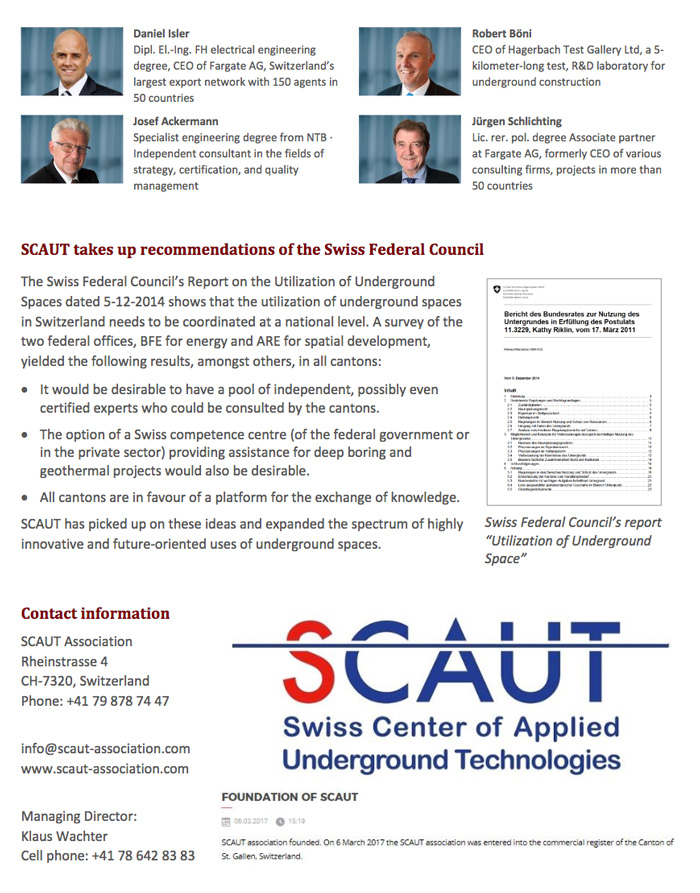 Daniel Isler
Dipl. El.-Ing. FH electrical engineering
degree, CEO of Fargate AG, Switzerland's
largest export network with 150 agents in
50 countries
Robert Böni
CEO of Hagerbach Test Gallery Ltd, a 5-
kilometer-long test, R&D laboratory for
underground construction
Josef Ackermann
Specialist engineering degree from NTB ·
Independent consultant in the fields of
strategy, certification, and quality
management
Jürgen Schlichting
Lic. rer. pol. degree Associate partner
at Fargate AG, formerly CEO of various
consulting firms, projects in more than
50 countries
SCAUT takes up recommendations of the Swiss Federal Council
The Swiss Federal Council's Report on the Utilization of Underground
Spaces dated 5-12-2014 shows that the utilization of underground spaces
in Switzerland needs to be coordinated at a national level. A survey of the
two federal offices, BFE for energy and ARE for spatial development,
yielded the following results, amongst others, in all cantons:
• It would be desirable to have a pool of independent, possibly even
certified experts who could be consulted by the cantons.
• The option of a Swiss competence centre (of the federal government or
in the private sector) providing assistance for deep boring and
geothermal projects would also be desirable.
• All cantons are in favour of a platform for the exchange of knowledge.
SCAUT has picked up on these ideas and expanded the spectrum of highly
innovative and future-oriented uses of underground spaces.
Bericht des Bundesrates zur Nutzung des
Untergrundes in Erfüllung des Postulats
11.3229, Kathy Riklin, vom 17. März 2011
Vom 5. Dezember 2014
Inhalt
Swiss Federal Council's report
"Utilization of Underground
Space"
Contact information
SCAUT Association
Rheinstrasse 4
CH-7320, Switzerland
Phone: +41 79 878 74 47
info@scaut-association.com
www.scaut-association.com
Managing Director:
Klaus Wachter
Cell phone: +41 78 642 83 83
SCAUT
Swiss Center of Applied
Underground Technologies
FOUNDATION OF SCAUT
06.03.2017 15:19
SCAUT association founded. On 6 March 2017 the SCAUT association was entered into the commercial register of the Canton of
St. Gallen, Switzerland.